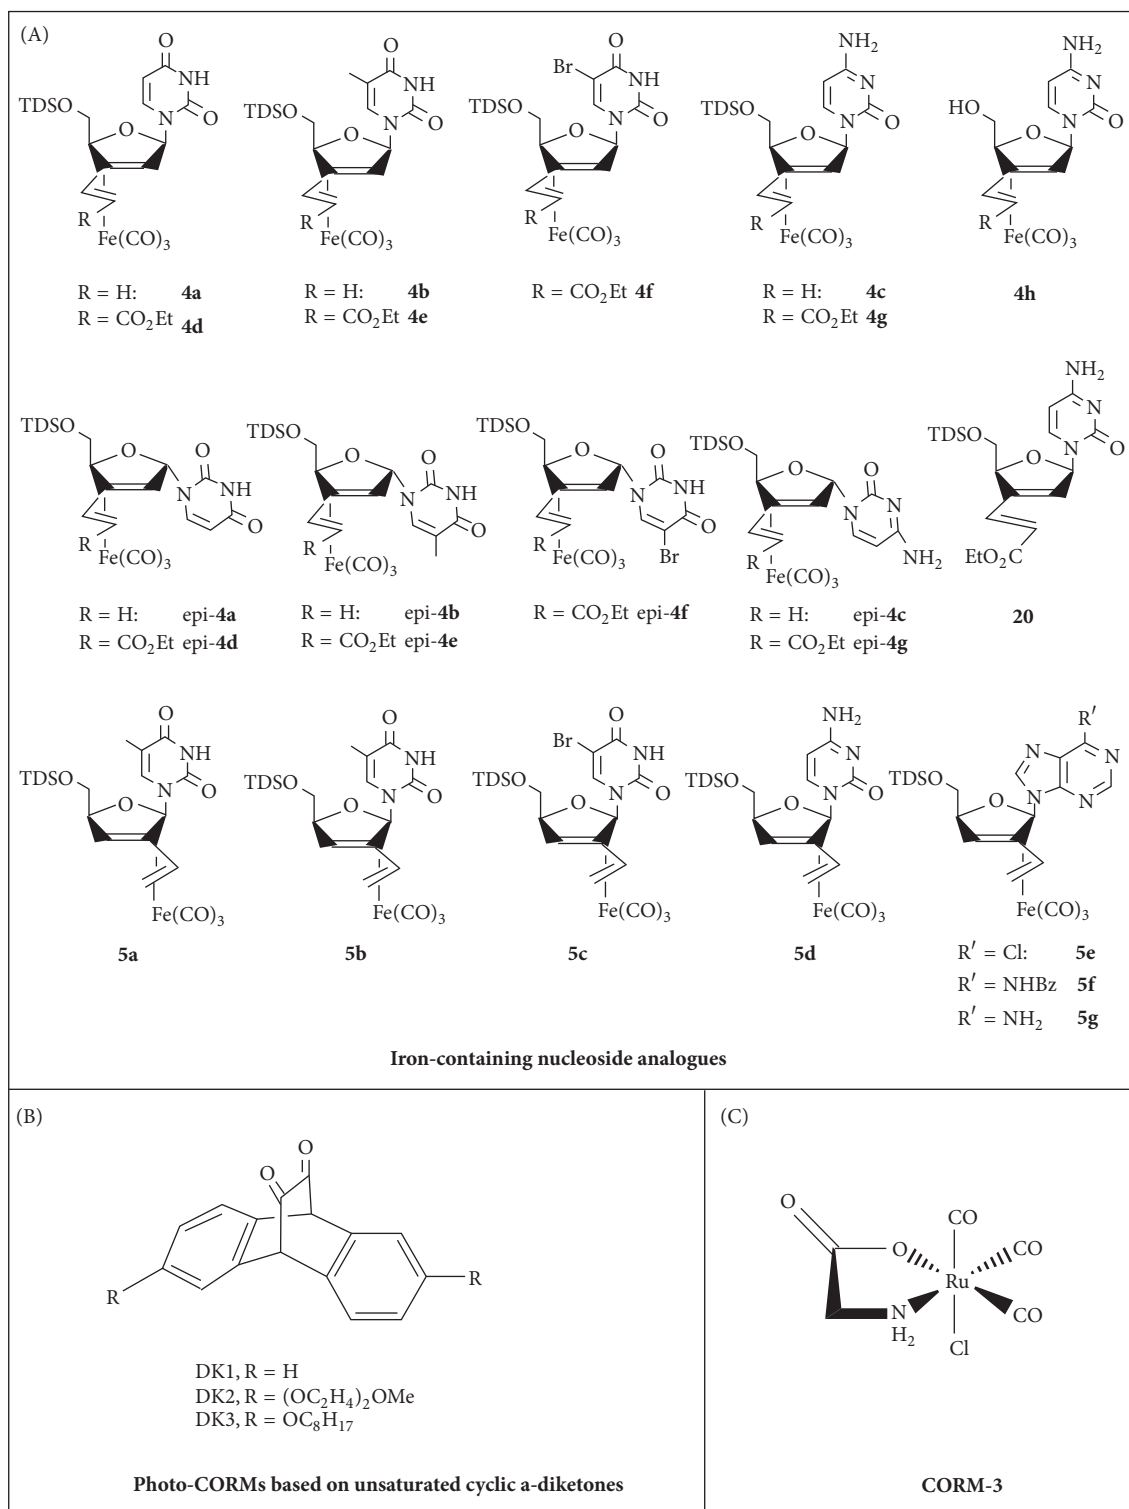 (A)
O NH O N TDSO O R Fe(CO)3
O NH O N TDSO O R Fe(CO)3
Br O NH O N TDSO O R Fe(CO)3
NH2 N O N TDSO O R Fe(CO)3
NH2 N O N HO O R Fe(CO)3
R = H: 4a
R = CO2Et 4d
R = H: 4b
R = CO2Et 4e
R = CO2Et 4f
R = H: 4c
R = CO2Et 4g
4h
TDSO O O N NH O R Fe(CO)3
TDSO O O N NH O R Fe(CO)3
TDSO O O N NH O Br R Fe(CO)3
TDSO O O N N NH2 R Fe(CO)3
NH2 N O N TDSO O EtO2C
R = H: epi-4a
R = CO2Et epi-4d
R = H: epi-4b
R = CO2Et epi-4e
R = CO2Et epi-4f
R = H: epi-4c
R = CO2Et epi-4g
20
O NH O N TDSO O Fe(CO)3
O NH O N TDSO O Fe(CO)3
Br O NH O N TDSO O Fe(CO)3
NH2 N O N TDSO O Fe(CO)3
R′ N N N N TDSO O Fe(CO)3
5a
5b
5c
5d
R′ = Cl: 5e
R′ = NHBz 5f
R′ = NH2 5g
Iron-containing nucleoside analogues
(B)
O O
R R
DK1, R = H
DK2, R = (OC2H4)2OMe
DK3, R = OC8H17
Photo-CORMs based on unsaturated cyclic a-diketones
(C)
O CO
O CO
Ru
N CO
H2
Cl
CORM-3